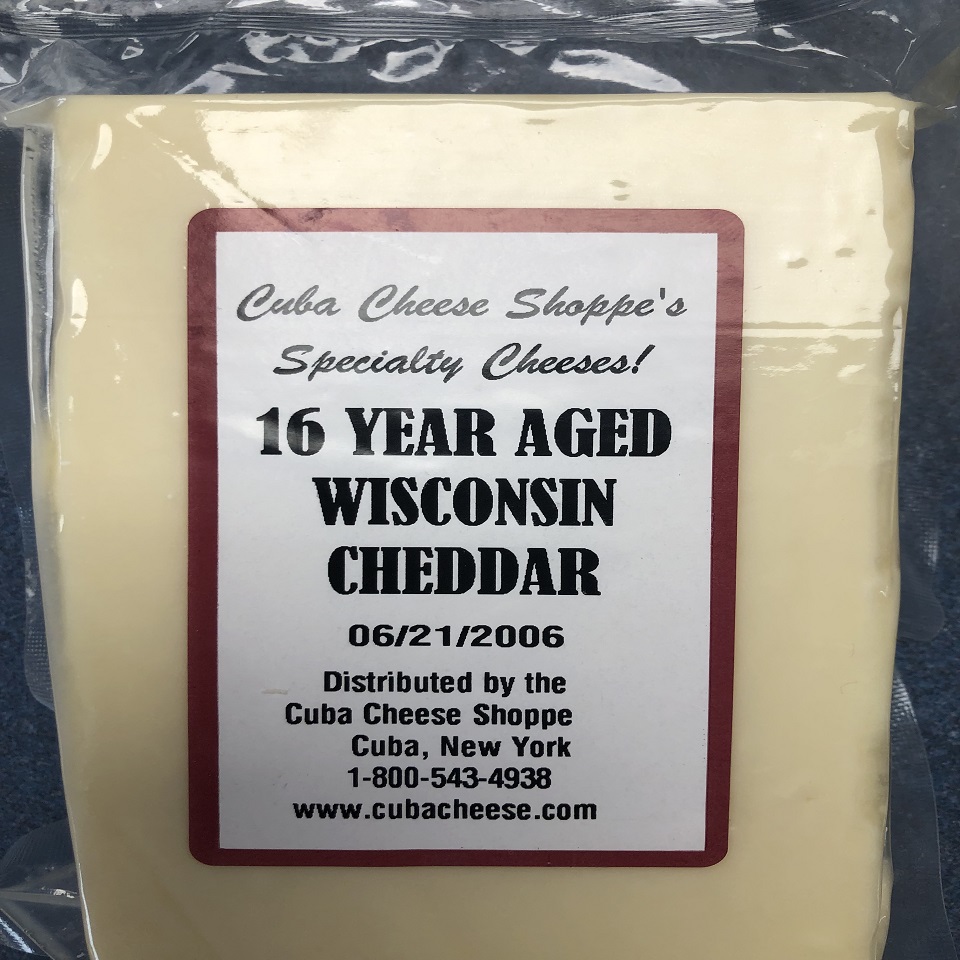 Cuba Cheese Shoppe's
Specialty Cheeses!
16 YEAR AGED
WISCONSIN
CHEDDAR
06/21/2006
Distributed by the
Cuba Cheese Shoppe
Cuba, New York
1-800-543-4938
www.cubacheese.com